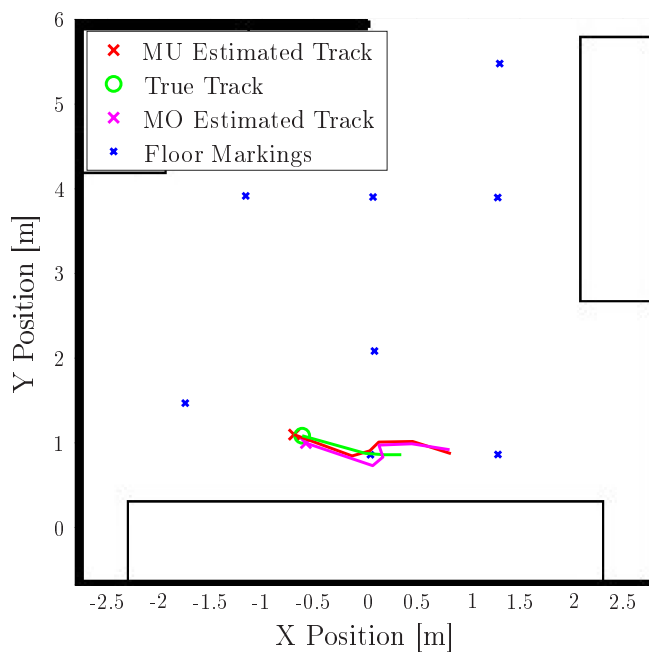 6
MU Estimated Track
True Track
MO Estimated Track
Floor Markings
5
4
3
2
1
0
Y Position [m]
-2.5 -2 -1.5 -1 -0.5 0 0.5 1 1.5 2 2.5
X Position [m]